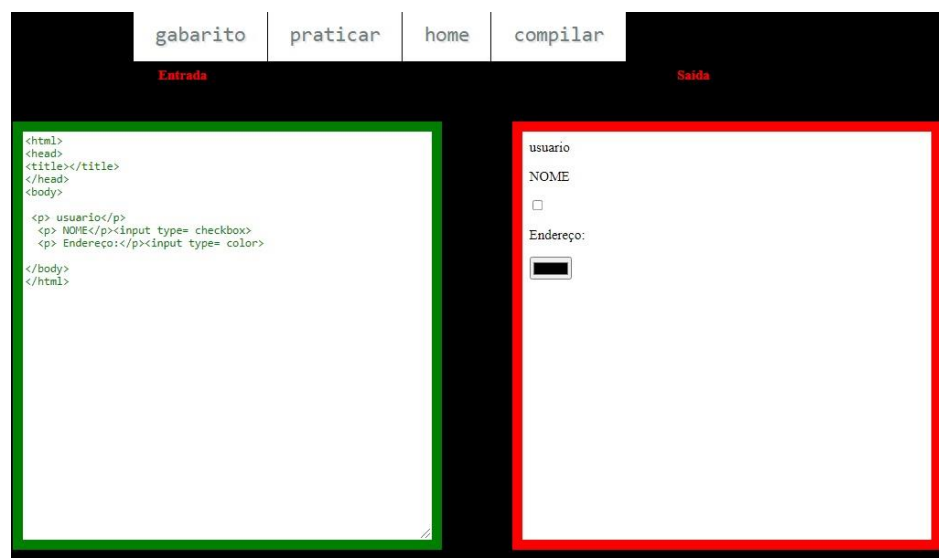 gabarito praticar home compilar
Entrada Saída
<html>
<head>
<title></title>
</head>
<body>
<p> usuario</p>
<p> NOME</p><input type= checkbox>
<p> Endereço:</p><input type= color>
</body>
</html>
usuario
NOME
Endereço: